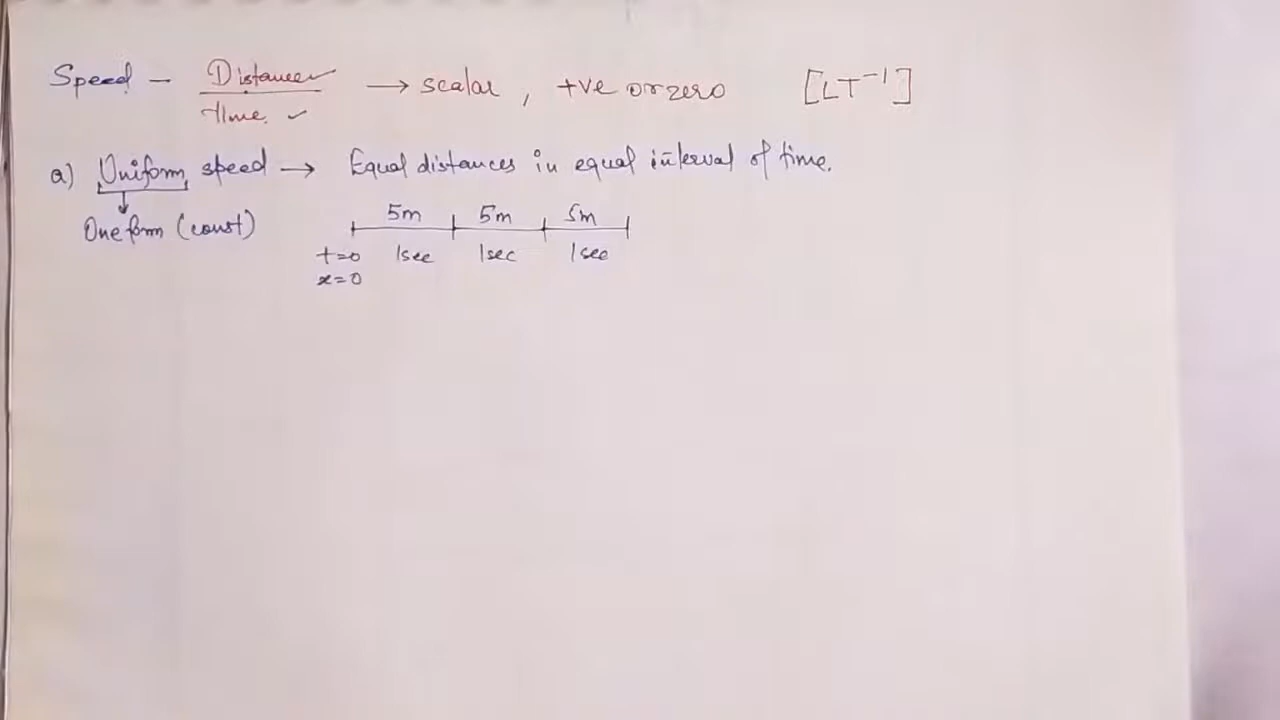 Speed - Distance/Time → scalar, +ve or zero [LT⁻¹]
a) Uniform speed → Equal distances in equal interval of time.
One form (const)
5m 5m 5m
t=0 1sec 1sec 1sec
x=0